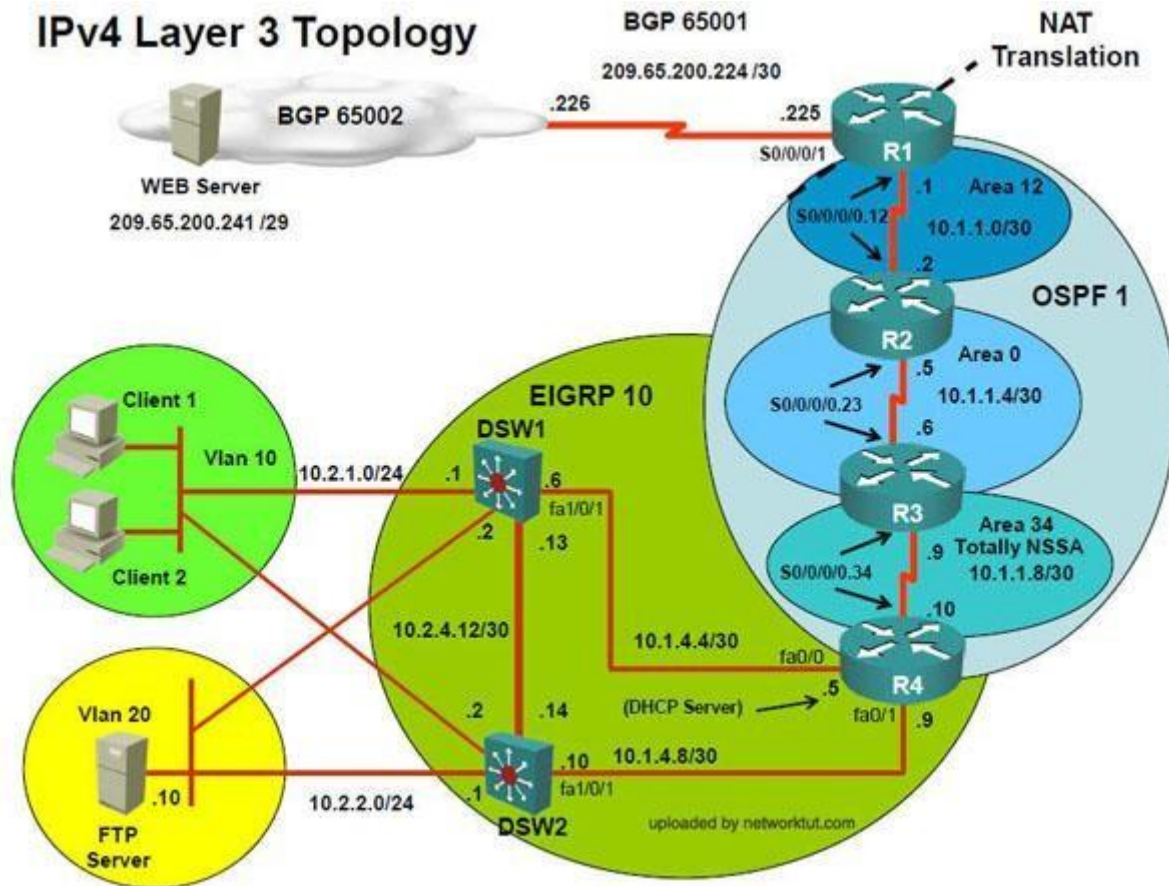 IPv4 Layer 3 Topology
BGP 65001
NAT
Translation
209.65.200.224 /30
BGP 65002
.226
.225
S0/0/0/1
R1
WEB Server
209.65.200.241 /29
.1
Area 12
S0/0/0/0.12
10.1.1.0/30
.2
OSPF 1
R2
.5
Area 0
S0/0/0/0.23
10.1.1.4/30
.6
R3
.9
Area 34
Totally NSSA
10.1.1.8/30
S0/0/0/0.34
.10
R4
Client 1
Vlan 10
Client 2
10.2.1.0/24
EIGRP 10
DSW1
.1
.6
fa1/0/1
.2
.13
10.2.4.12/30
10.1.4.4/30
fa0/0
.5
(DHCP Server)
fa0/1
.9
Vlan 20
.2
.14
.10
10.1.4.8/30
fa1/0/1
.10
FTP
Server
10.2.2.0/24
.1
DSW2
uploaded by networktut.com